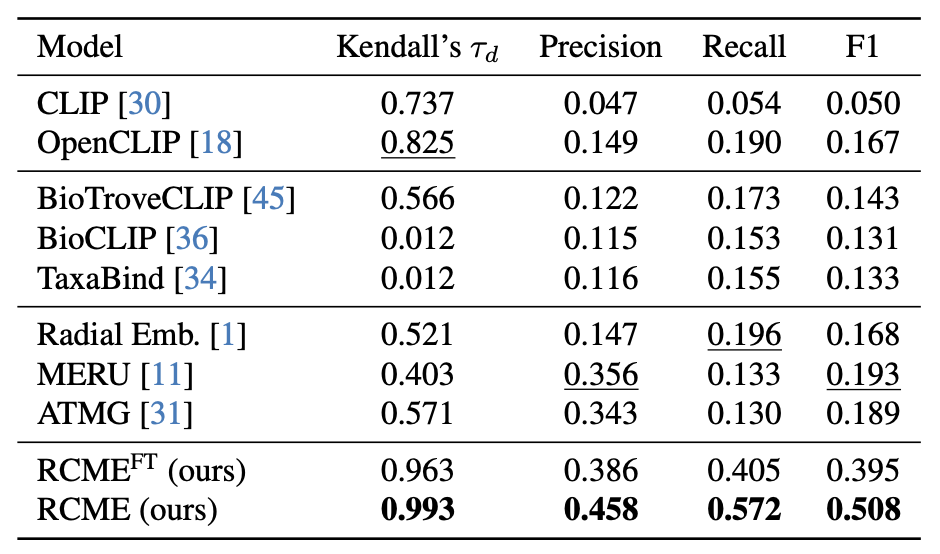 Model Kendall's τd Precision Recall F1
CLIP [30] 0.737 0.047 0.054 0.050
OpenCLIP [18] 0.825 0.149 0.190 0.167
BioTroveCLIP [45] 0.566 0.122 0.173 0.143
BioCLIP [36] 0.012 0.115 0.153 0.131
TaxaBind [34] 0.012 0.116 0.155 0.133
Radial Emb. [1] 0.521 0.147 0.196 0.168
MERU [11] 0.403 0.356 0.133 0.193
ATMG [31] 0.571 0.343 0.130 0.189
RCMEFT (ours) 0.963 0.386 0.405 0.395
RCME (ours) 0.993 0.458 0.572 0.508